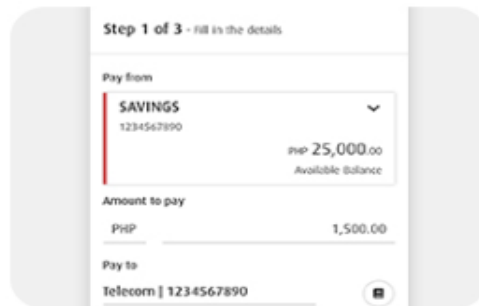 Step 1 of 3 - Fill in the details
Pay from
SAVINGS
1234567890
PHP 25,000.00
Available Balance
Amount to pay
PHP 1,500.00
Pay to
Telecom | 1234567890